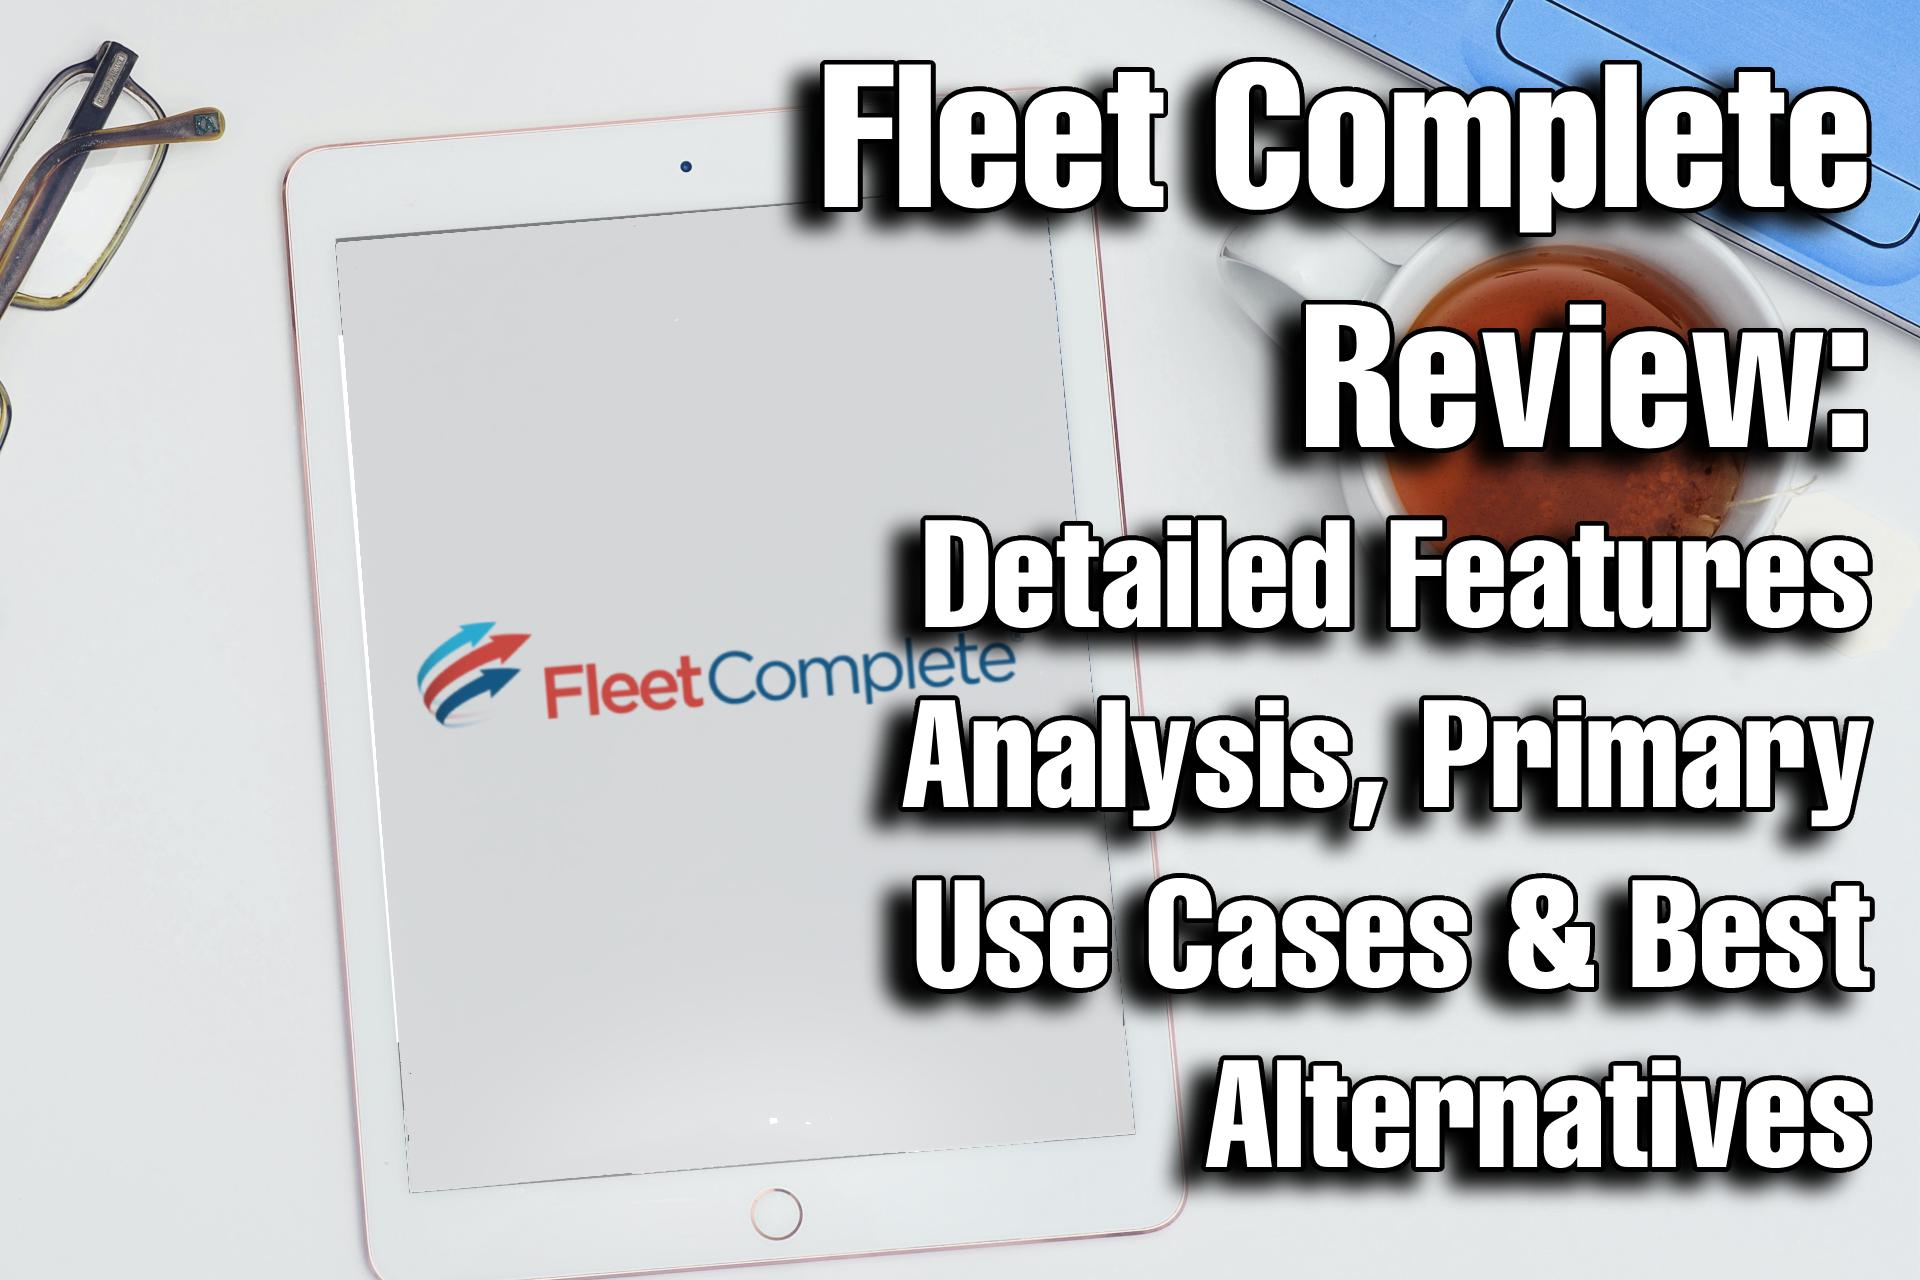 Fleet Complete
Review:
Detailed Features
Analysis, Primary
Use Cases & Best
Alternatives
FleetComplete